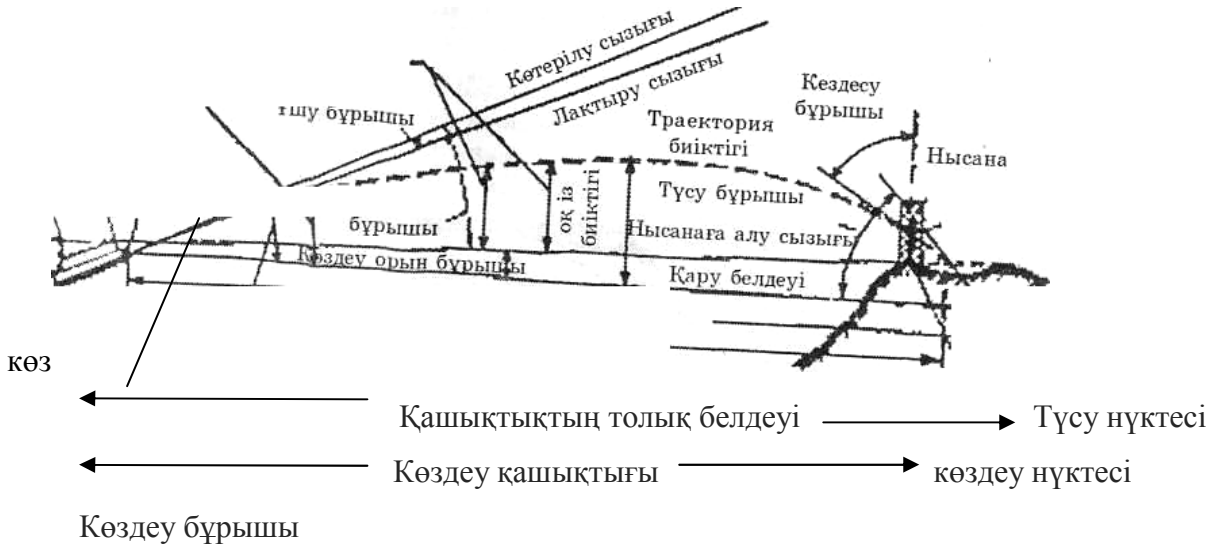 Көтерілу сызығы
Лақтыру сызығы
Кездесу
бұрышы
бұрышы
Траектория
биіктігі
Нысана
Түсу бұрышы
оқ із
биіктігі
бұрышы
Нысанаға алу сызығы
Көздеу орын бұрышы
Қару белдеуі
көз
Қашықтықтың толық белдеуі
Түсу нүктесі
Көздеу қашықтығы
көздеу нүктесі
Көздеу бұрышы